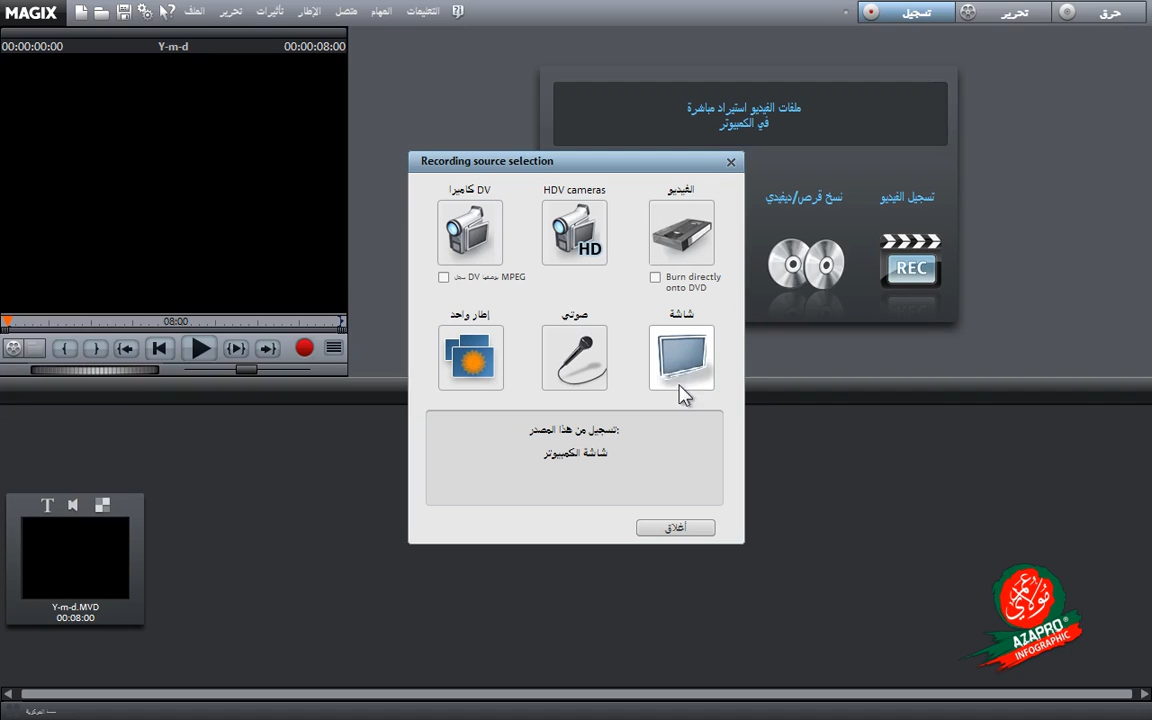 MAGIX
الملف
تحرير
تأثيرات
الإطار
متصل
المهام
التعليمات
تسجيل
تحرير
حرق
00:00:00:00
Y-m-d
00:00:08:00
08:00
ملفات الفيديو استيراد مباشرة
في الكمبيوتر
نسخ قرص/ديفيدي
تسجيل الفيديو
REC
Recording source selection
كاميرا DV
HDV cameras
الفيديو
HD
MPEG
Burn directly
onto DVD
إطار واحد
صوتي
شاشة
تسجيل من هذا المصدر:
شاشة الكمبيوتر
أغلاق
T
Y-m-d.MVD
00:08:00
مولاي عمر
AZAPRO®
INFOGRAPHIC